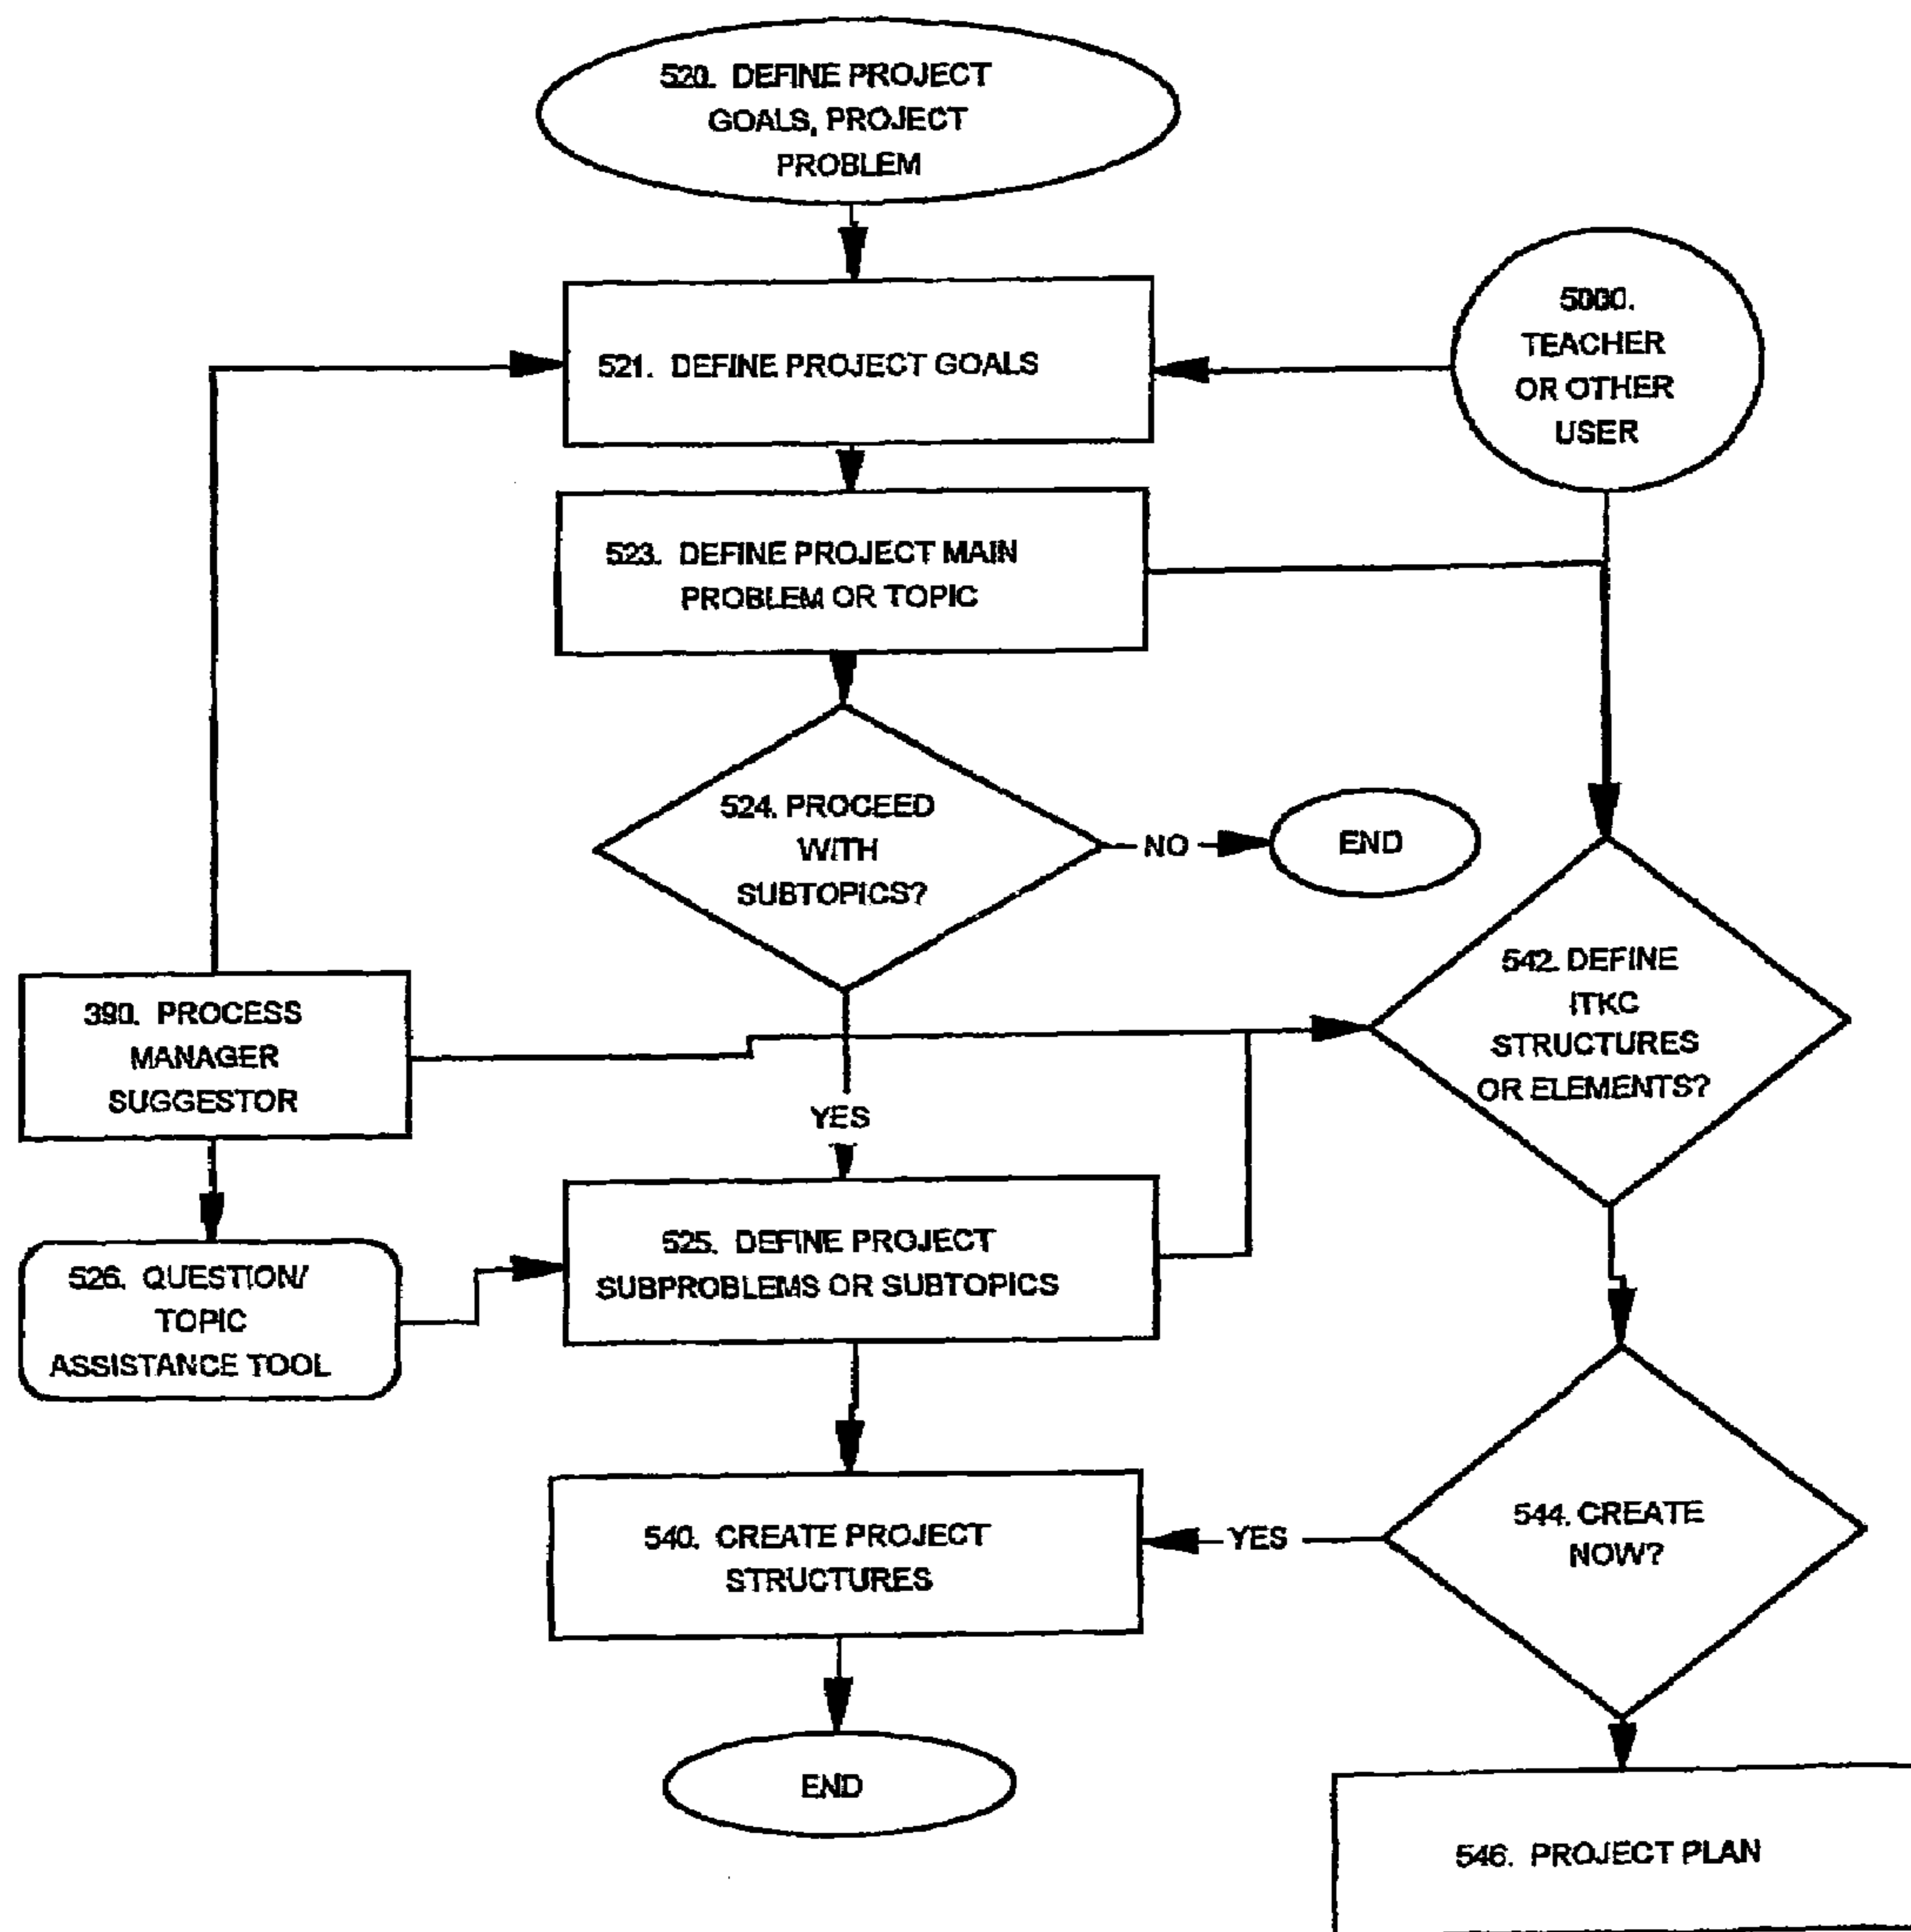 520. DEFINE PROJECT
GOALS, PROJECT
PROBLEM
521. DEFINE PROJECT GOALS
5000.
TEACHER
OR OTHER
USER
523. DEFINE PROJECT MAIN
PROBLEM OR TOPIC
524. PROCEED
WITH
SUBTOPICS?
NO
END
542. DEFINE
ITKC
STRUCTURES
OR ELEMENTS?
390. PROCESS
MANAGER
SUGGESTOR
YES
525. DEFINE PROJECT
SUBPROBLEMS OR SUBTOPICS
526. QUESTION/
TOPIC
ASSISTANCE TOOL
540. CREATE PROJECT
STRUCTURES
YES
544. CREATE
NOW?
END
546. PROJECT PLAN